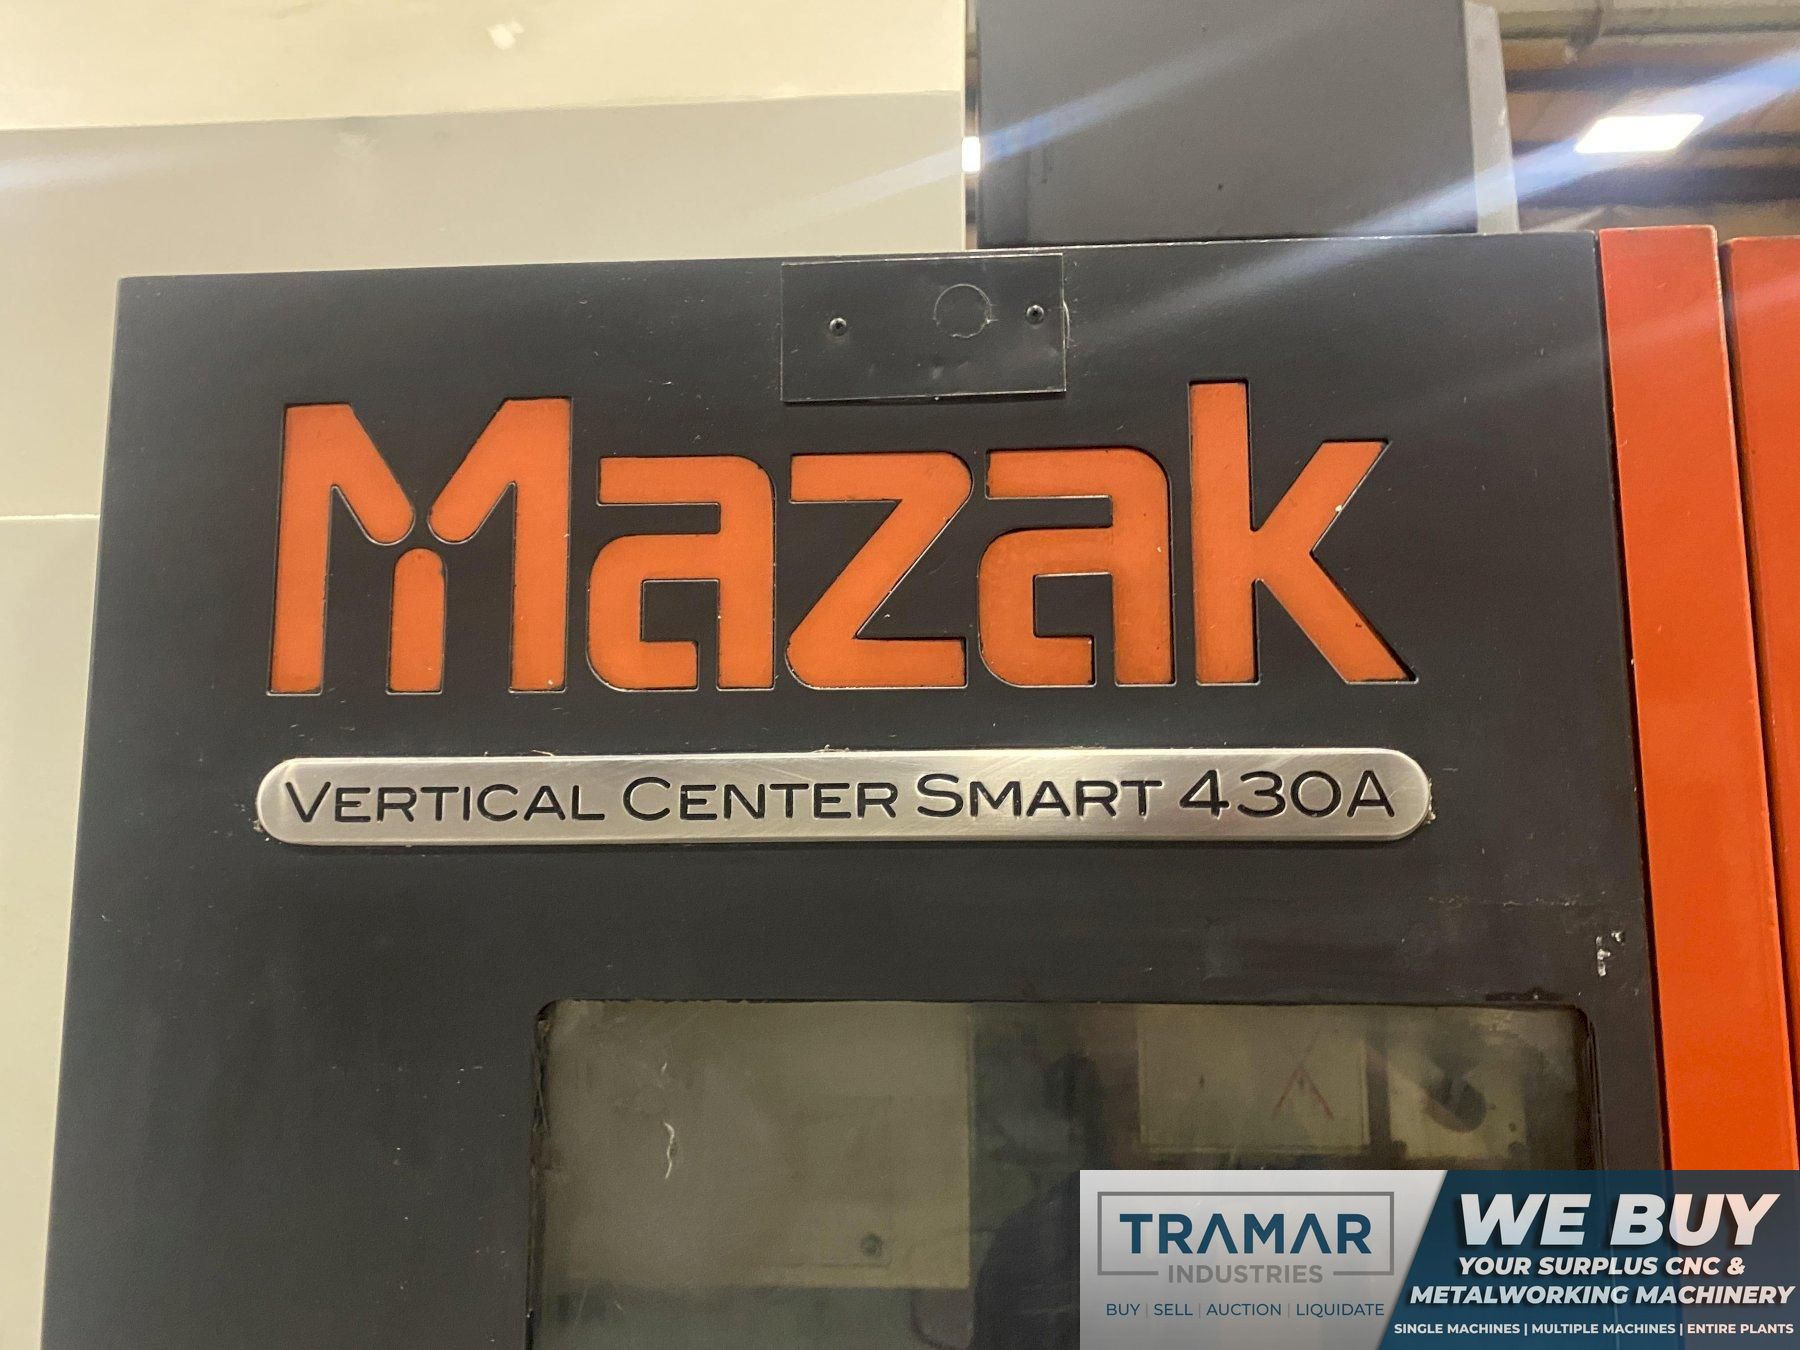 Mazak
VERTICAL CENTER SMART 430A
TRAMAR
INDUSTRIES
BUY | SELL | AUCTION | LIQUIDATE
WE BUY
YOUR SURPLUS CNC &
METALWORKING MACHINERY
SINGLE MACHINES | MULTIPLE MACHINES | ENTIRE PLANTS